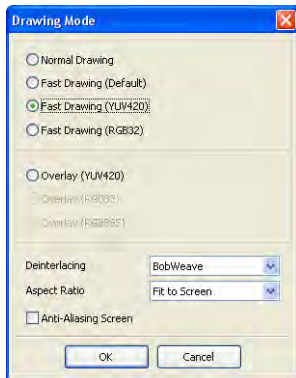 Drawing Mode
Normal Drawing
Fast Drawing (Default)
Fast Drawing (YUV420)
Fast Drawing (RGB32)
Overlay (YUV420)
Overlay (RGB32)
Overlay (RGB565)
Deinterlacing BobWeave
Aspect Ratio Fit to Screen
Anti-Aliasing Screen
OK Cancel